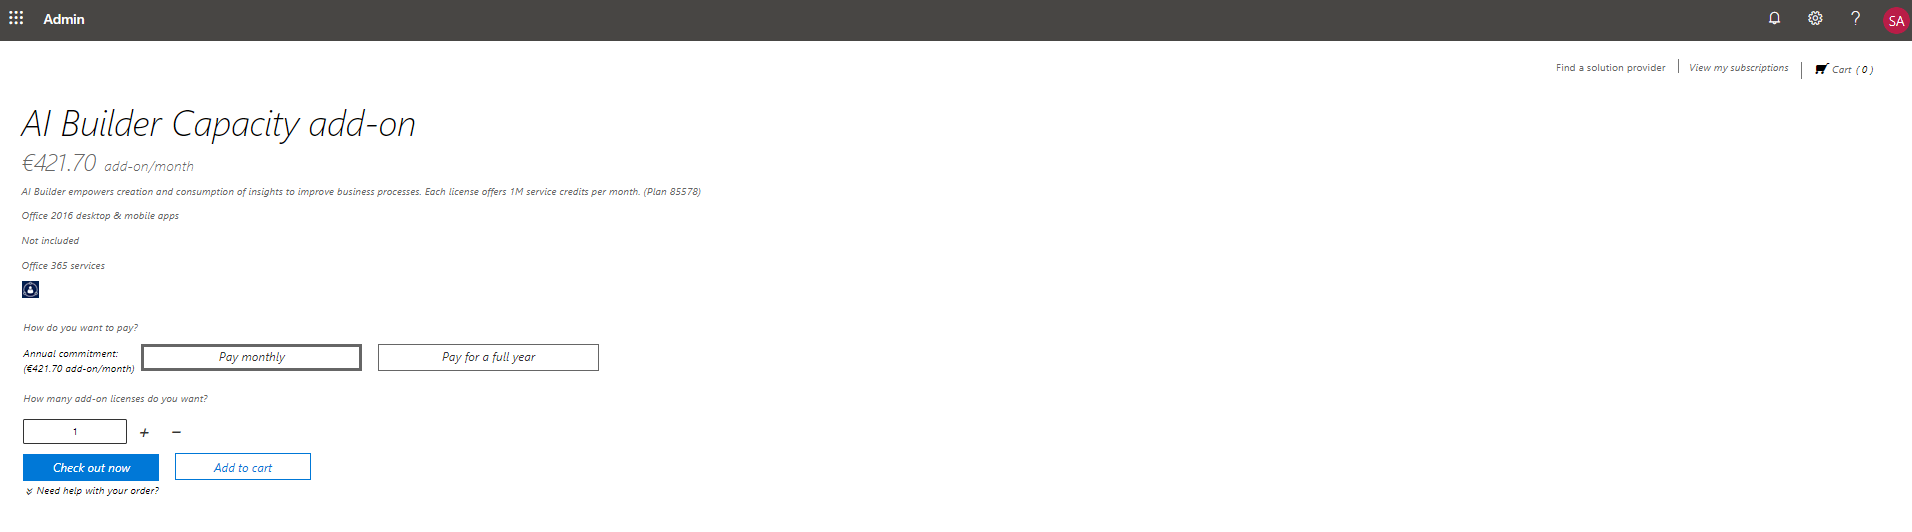 Admin
?
SA
Find a solution provider
View my subscriptions
Cart ( 0 )
AI Builder Capacity add-on
€421.70 add-on/month
AI Builder empowers creation and consumption of insights to improve business processes. Each license offers 1M service credits per month. (Plan 85578)
Office 2016 desktop & mobile apps
Not included
Office 365 services
How do you want to pay?
Annual commitment:
(€421.70 add-on/month)
Pay monthly
Pay for a full year
How many add-on licenses do you want?
1 + −
Check out now
Add to cart
Need help with your order?